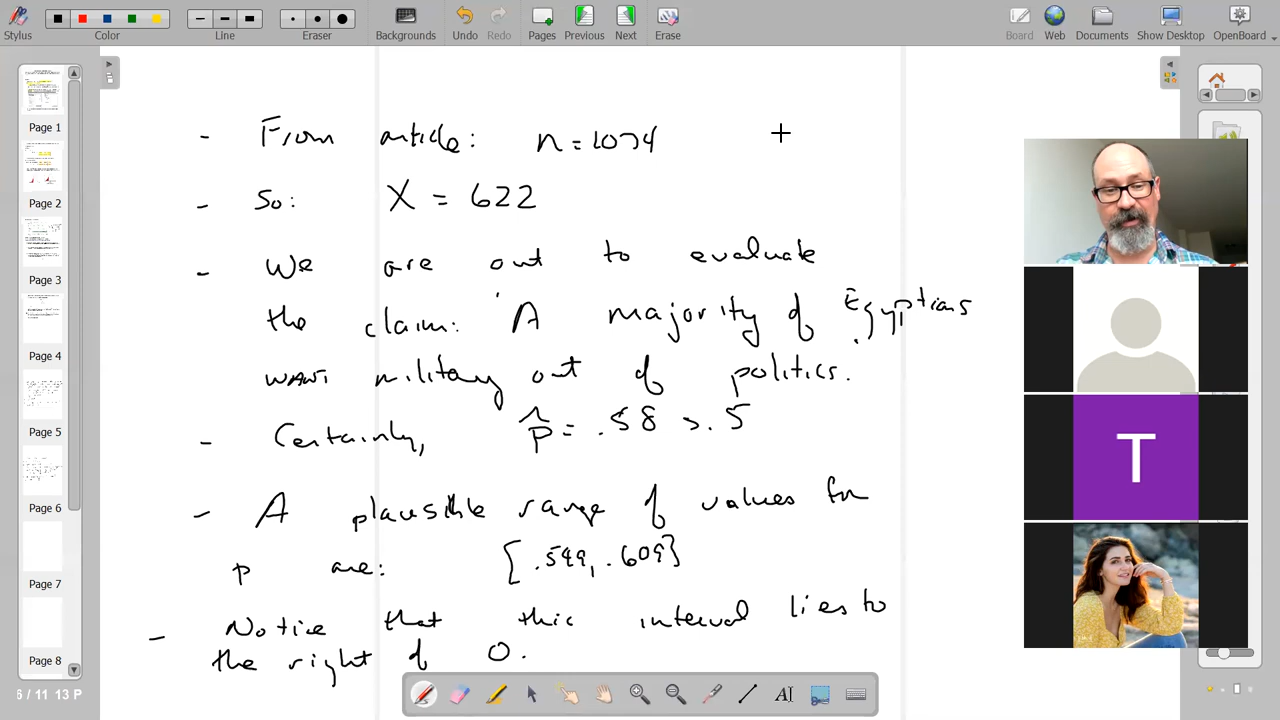 Stylus
Color
Line
Eraser
Backgrounds
Undo
Redo
Pages
Previous
Next
Erase
Board
Web
Documents
Show Desktop
OpenBoard
Page 1
Page 2
Page 3
Page 4
Page 5
Page 6
Page 7
Page 8
6 / 11 13 P
- From article: n = 1074
- So: X = 622
- We are out to evaluate
the claim: A majority of Egyptians
want military out of politics.
- Certainly, p̂ = .58 > .5
- A plausible range of values for
p are: [.549, .609]
- Notice that this interval lies to
the right of 0.
T